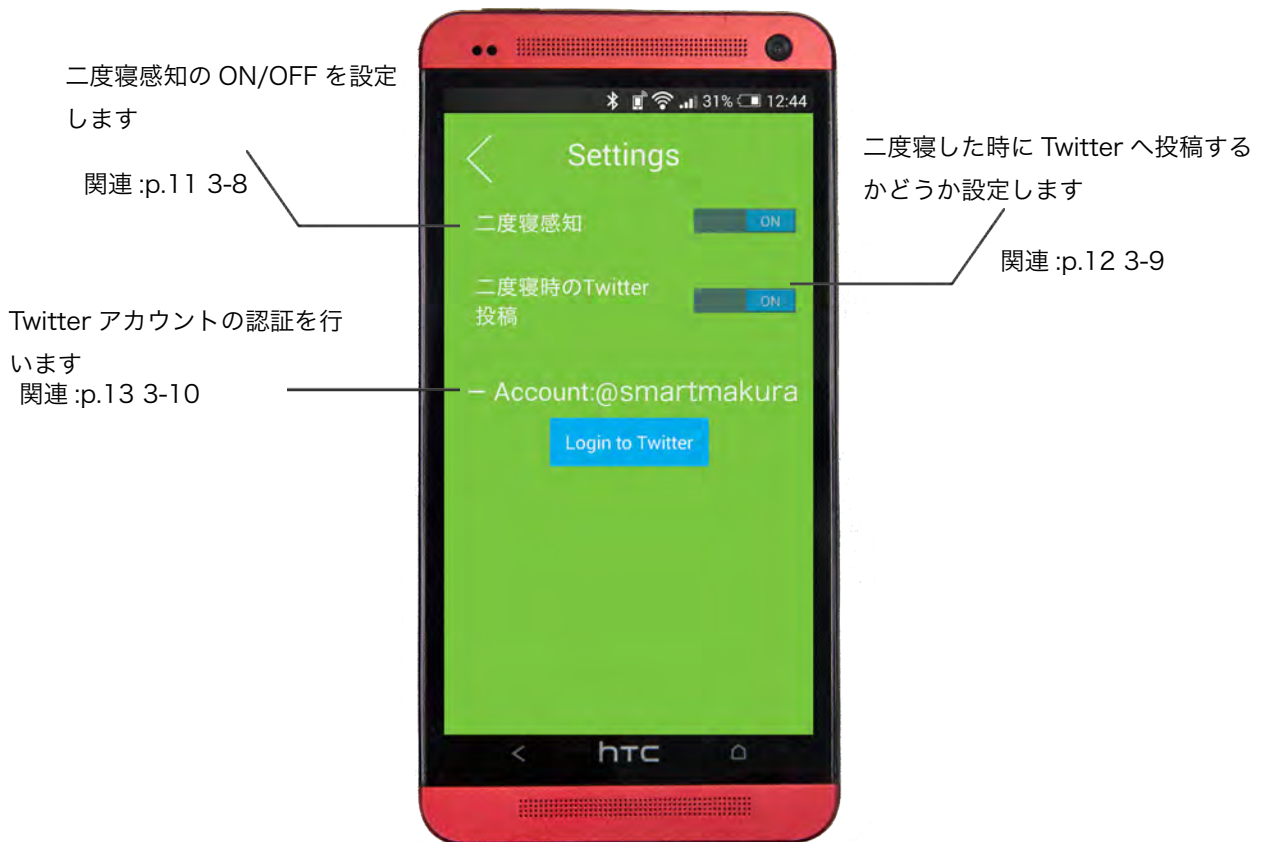 二度寝感知の ON/OFF を設定
します
関連 :p.11 3-8
Twitter アカウントの認証を行
います
関連 :p.13 3-10
31% 12:44
Settings
二度寝感知
ON
二度寝時のTwitter
投稿
ON
– Account:@smartmakura
Login to Twitter
hTC
二度寝した時に Twitter へ投稿する
かどうか設定します
関連 :p.12 3-9